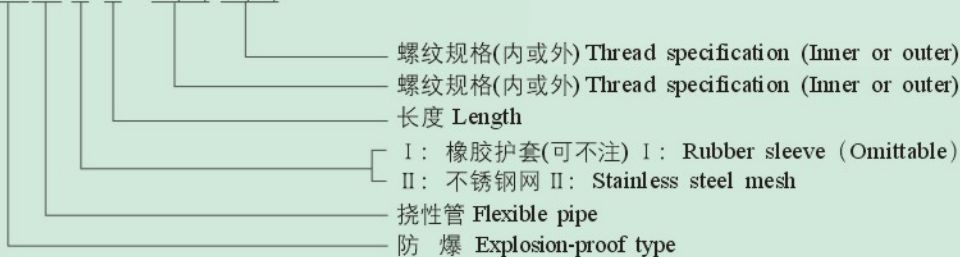 螺纹规格(内或外) Thread specification (Inner or outer)
螺纹规格(内或外) Thread specification (Inner or outer)
长度 Length
Ⅰ： 橡胶护套(可不注) Ⅰ： Rubber sleeve（Omittable）
Ⅱ： 不锈钢网 Ⅱ： Stainless steel mesh
挠性管 Flexible pipe
防 爆 Explosion-proof type